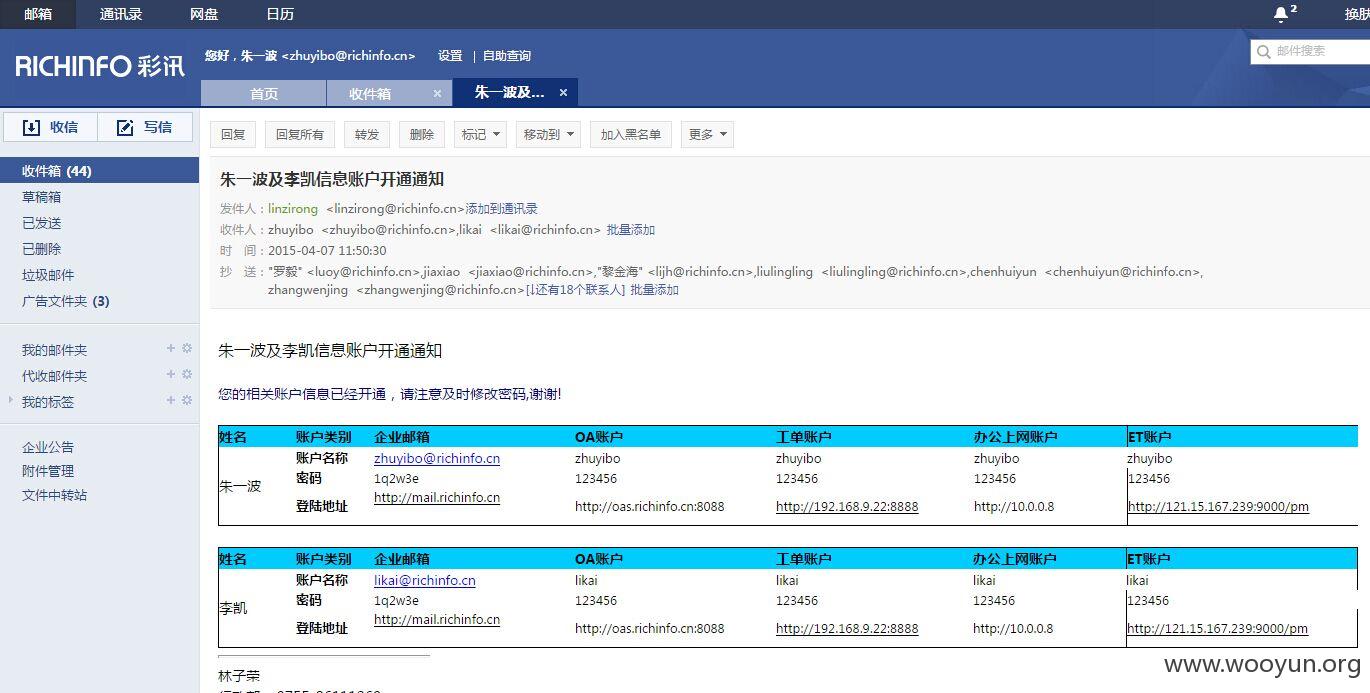 邮箱 通讯录 网盘 日历 2 换肤
RICHINFO 彩讯 您好，朱一波 <zhuyibo@richinfo.cn> 设置 | 自助查询 邮件搜索
首页 收件箱 × 朱一波及... ×
收信 写信
回复 回复所有 转发 删除 标记 移动到 加入黑名单 更多
收件箱 (44)
草稿箱
已发送
已删除
垃圾邮件
广告文件夹 (3)
我的邮件夹
代收邮件夹
我的标签
企业公告
附件管理
文件中转站
朱一波及李凯信息账户开通通知
发件人：linzirong <linzirong@richinfo.cn>添加到通讯录
收件人：zhuyibo <zhuyibo@richinfo.cn>,likai <likai@richinfo.cn> 批量添加
时 间：2015-04-07 11:50:30
抄 送："罗毅" <luoy@richinfo.cn>,jiaxiao <jiaxiao@richinfo.cn>,"黎金海" <lijh@richinfo.cn>,liulingling <liulingling@richinfo.cn>,chenhuiyun <chenhuiyun@richinfo.cn>,
zhangwenjing <zhangwenjing@richinfo.cn>[↓还有18个联系人] 批量添加
朱一波及李凯信息账户开通通知
您的相关账户信息已经开通，请注意及时修改密码,谢谢!
姓名 账户类别 企业邮箱 OA账户 工单账户 办公上网账户 ET账户
账户名称 zhuyibo@richinfo.cn zhuyibo zhuyibo zhuyibo zhuyibo
朱一波 密码 1q2w3e 123456 123456 123456 123456
登陆地址 http://mail.richinfo.cn http://oas.richinfo.cn:8088 http://192.168.9.22:8888 http://10.0.0.8 http://121.15.167.239:9000/pm
姓名 账户类别 企业邮箱 OA账户 工单账户 办公上网账户 ET账户
账户名称 likai@richinfo.cn likai likai likai likai
李凯 密码 1q2w3e 123456 123456 123456 123456
登陆地址 http://mail.richinfo.cn http://oas.richinfo.cn:8088 http://192.168.9.22:8888 http://10.0.0.8 http://121.15.167.239:9000/pm
林子荣
www.wooyun.org